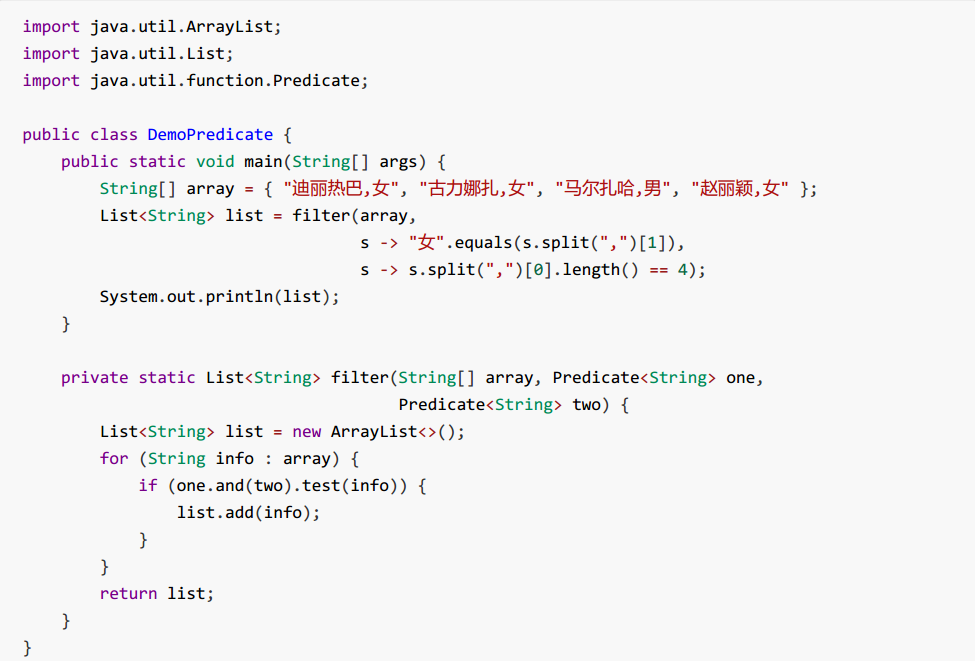 import java.util.ArrayList;
import java.util.List;
import java.util.function.Predicate;

public class DemoPredicate {
    public static void main(String[] args) {
        String[] array = { "迪丽热巴,女", "古力娜扎,女", "马尔扎哈,男", "赵丽颖,女" };
        List<String> list = filter(array,
                                   s -> "女".equals(s.split(",")[1]),
                                   s -> s.split(",")[0].length() == 4);
        System.out.println(list);
    }

    private static List<String> filter(String[] array, Predicate<String> one,
                                       Predicate<String> two) {
        List<String> list = new ArrayList<>();
        for (String info : array) {
            if (one.and(two).test(info)) {
                list.add(info);
            }
        }
        return list;
    }
}